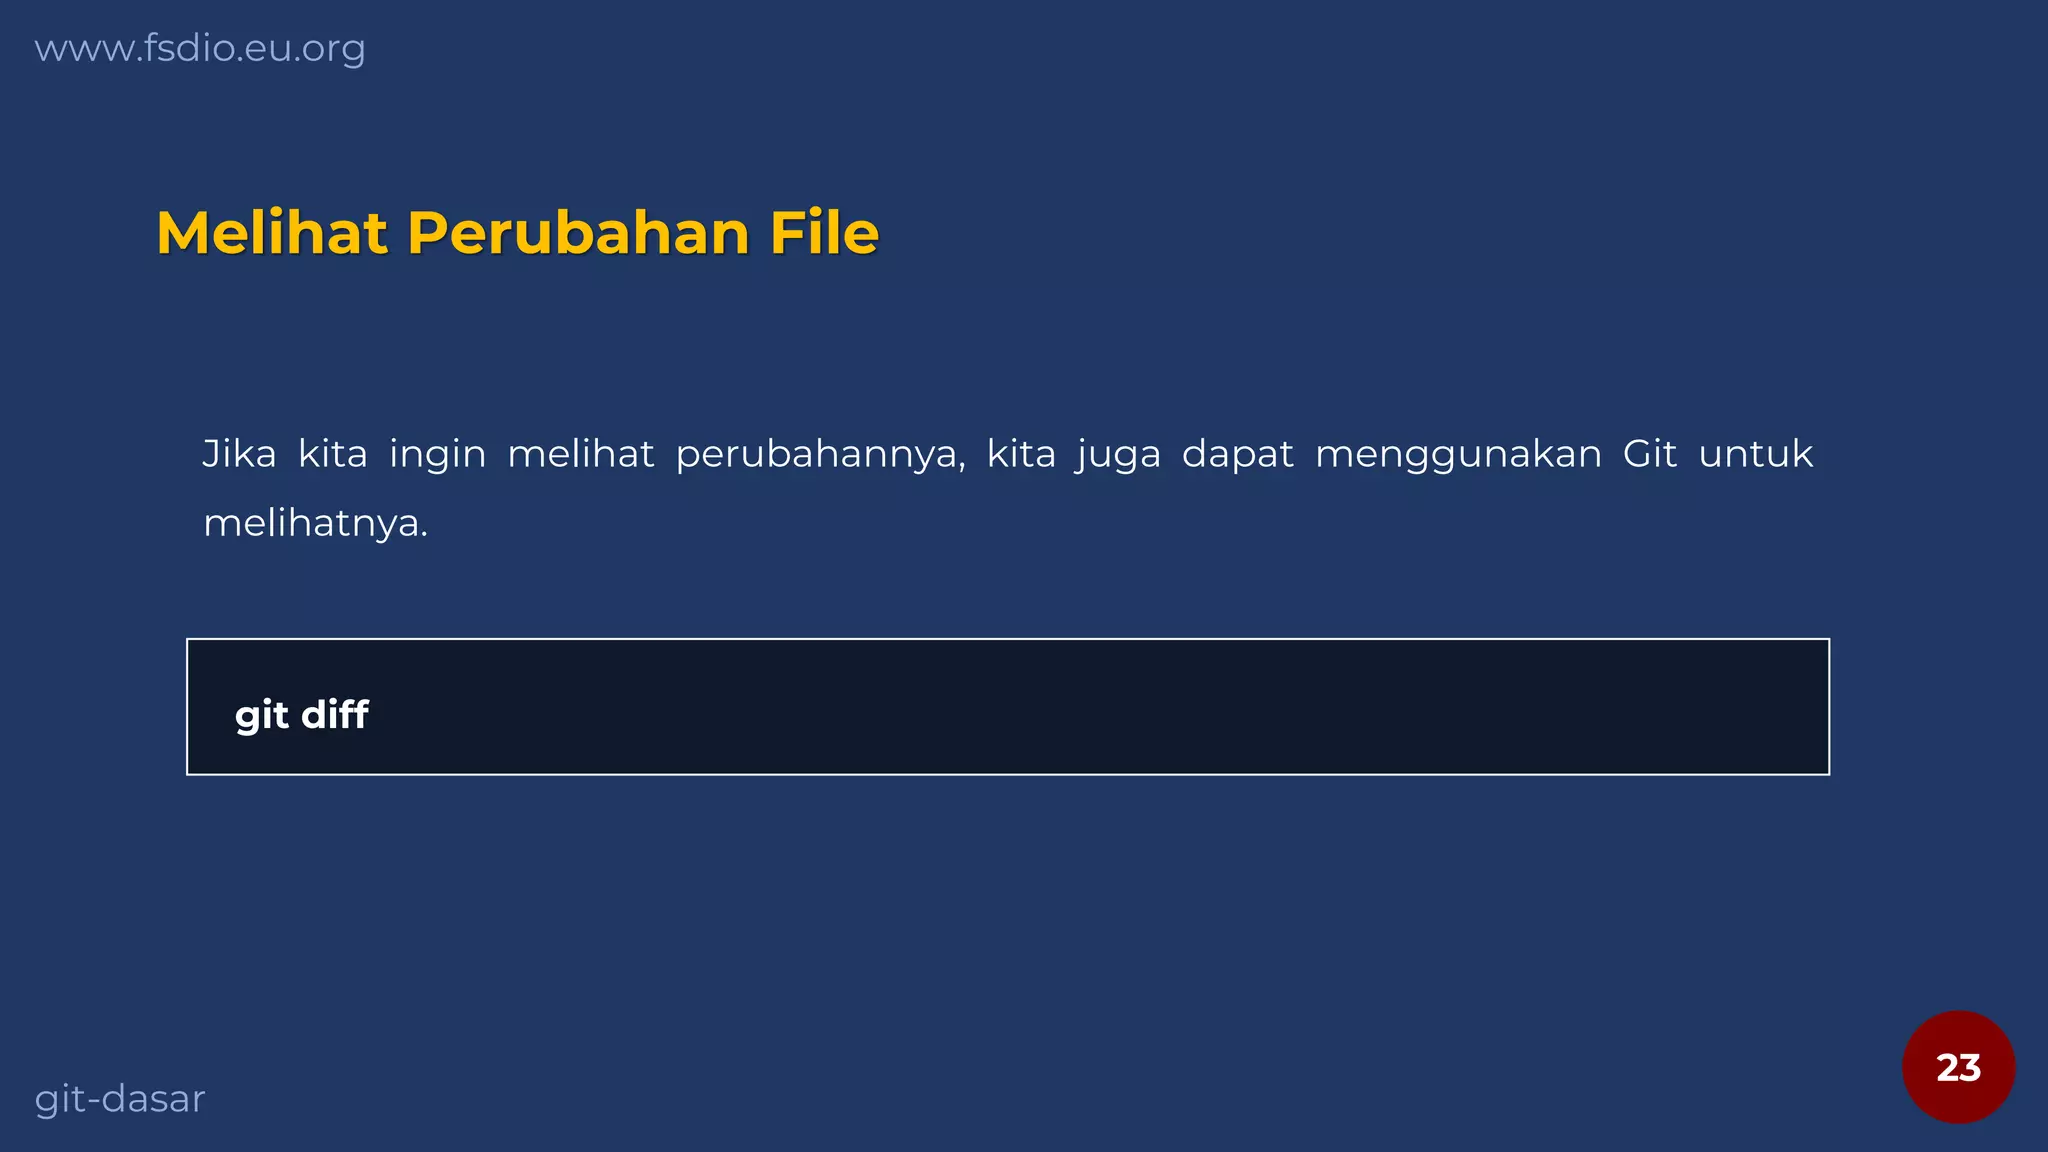 www.fsdio.eu.org
Melihat Perubahan File
Jika kita ingin melihat perubahannya, kita juga dapat menggunakan Git untuk
melihatnya.
git diff
23
git-dasar